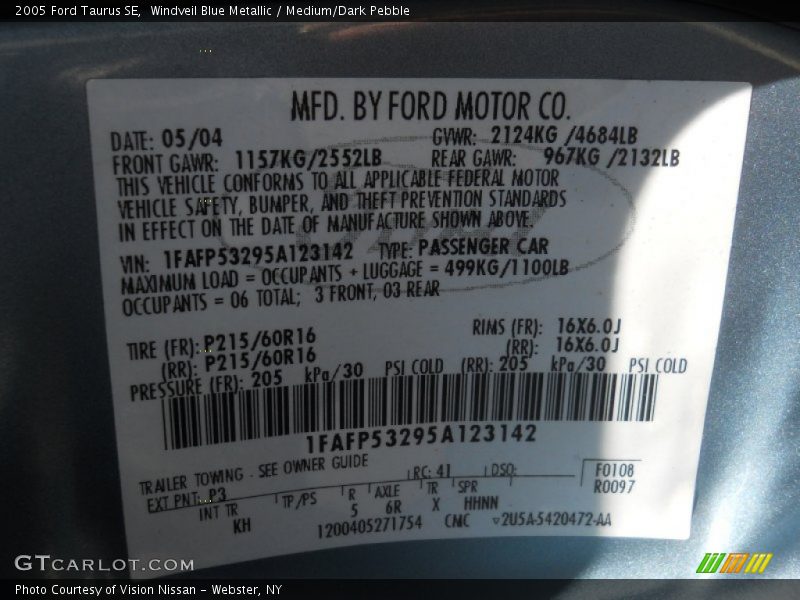 2005 Ford Taurus SE, Windveil Blue Metallic / Medium/Dark Pebble
MFD. BY FORD MOTOR CO.
DATE: 05/04 GVWR: 2124KG /4684LB
FRONT GAWR: 1157KG/2552LB REAR GAWR: 967KG /2132LB
THIS VEHICLE CONFORMS TO ALL APPLICABLE FEDERAL MOTOR
VEHICLE SAFETY, BUMPER, AND THEFT PREVENTION STANDARDS
IN EFFECT ON THE DATE OF MANUFACTURE SHOWN ABOVE.
VIN: 1FAFP53295A123142 TYPE: PASSENGER CAR
MAXIMUM LOAD = OCCUPANTS + LUGGAGE = 499KG/1100LB
OCCUPANTS = 06 TOTAL; 3 FRONT, 03 REAR
TIRE (FR): P215/60R16 RIMS (FR): 16X6.0J
(RR): P215/60R16 (RR): 16X6.0J
PRESSURE (FR): 205 kPa/30 PSI COLD (RR): 205 kPa/30 PSI COLD
1FAFP53295A123142
TRAILER TOWING - SEE OWNER GUIDE RC: 41 DSO: F0108
EXT PNT: P3 R0097
INT TR TP/PS R AXLE TR SPR
KH 5 6R X HHNN
1200405271754 CMC ▽2U5A-5420472-AA
GTCARLOT.COM
Photo Courtesy of Vision Nissan - Webster, NY